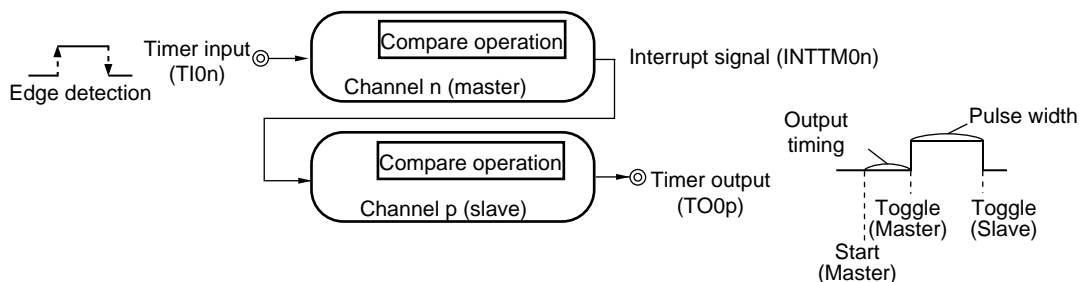 Compare operation
Timer input
(TI0n)
Interrupt signal (INTTM0n)
Edge detection
Channel n (master)
Compare operation
Timer output
(TO0p)
Channel p (slave)
Output
timing
Pulse width
Toggle
(Master)
Toggle
(Slave)
Start
(Master)